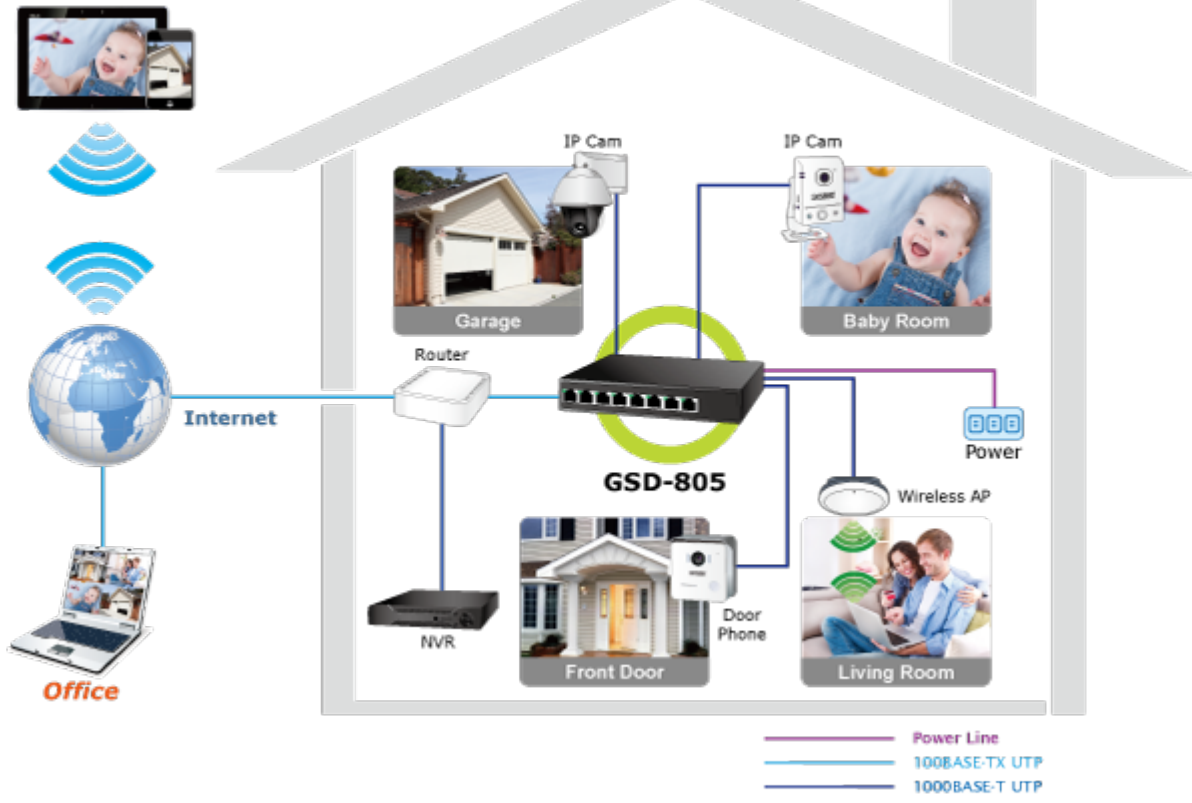 IP Cam
IP Cam
Garage
Baby Room
Router
Internet
GSD-805
Power
Wireless AP
NVR
Door
Phone
Front Door
Living Room
Office
Power Line
100BASE-TX UTP
1000BASE-T UTP